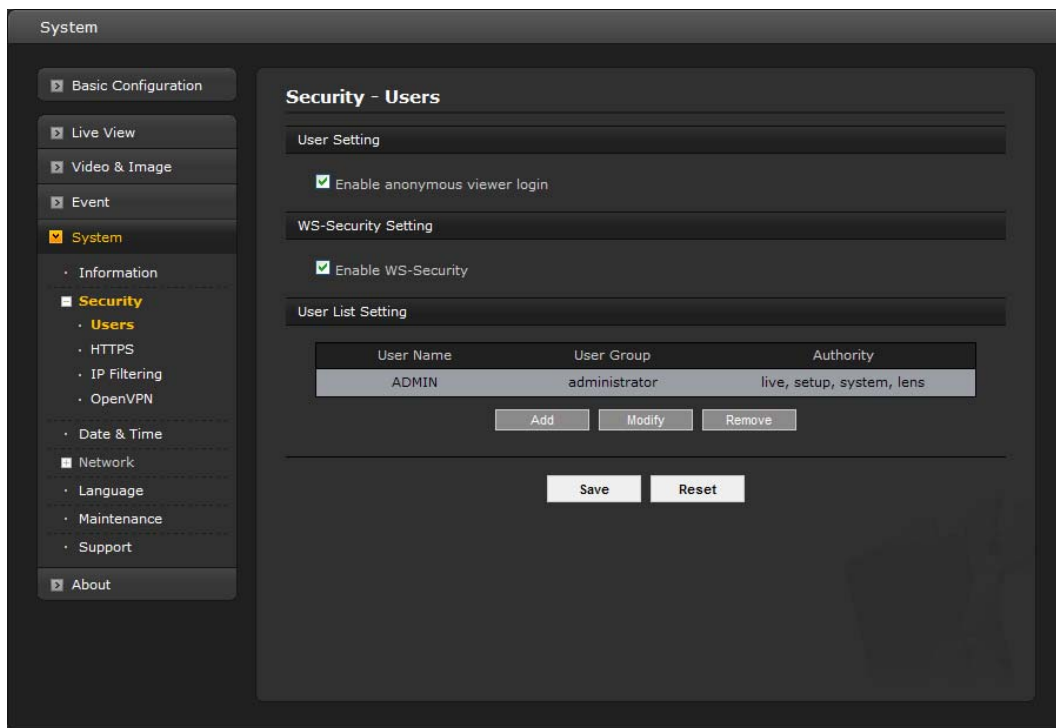 System
Basic Configuration
Live View
Video & Image
Event
System
Information
Security
Users
HTTPS
IP Filtering
OpenVPN
Date & Time
Network
Language
Maintenance
Support
About
Security - Users
User Setting
Enable anonymous viewer login
WS-Security Setting
Enable WS-Security
User List Setting
User Name User Group Authority
ADMIN administrator live, setup, system, lens
Add Modify Remove
Save Reset